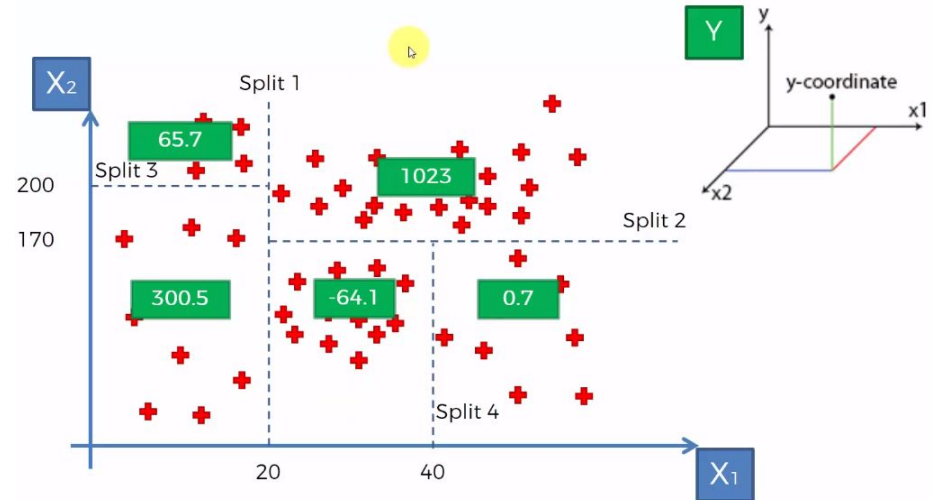 Y
y
y-coordinate
x1
x2
X2
Split 1
65.7
Split 3
200
1023
Split 2
170
300.5
-64.1
0.7
Split 4
20
40
X1